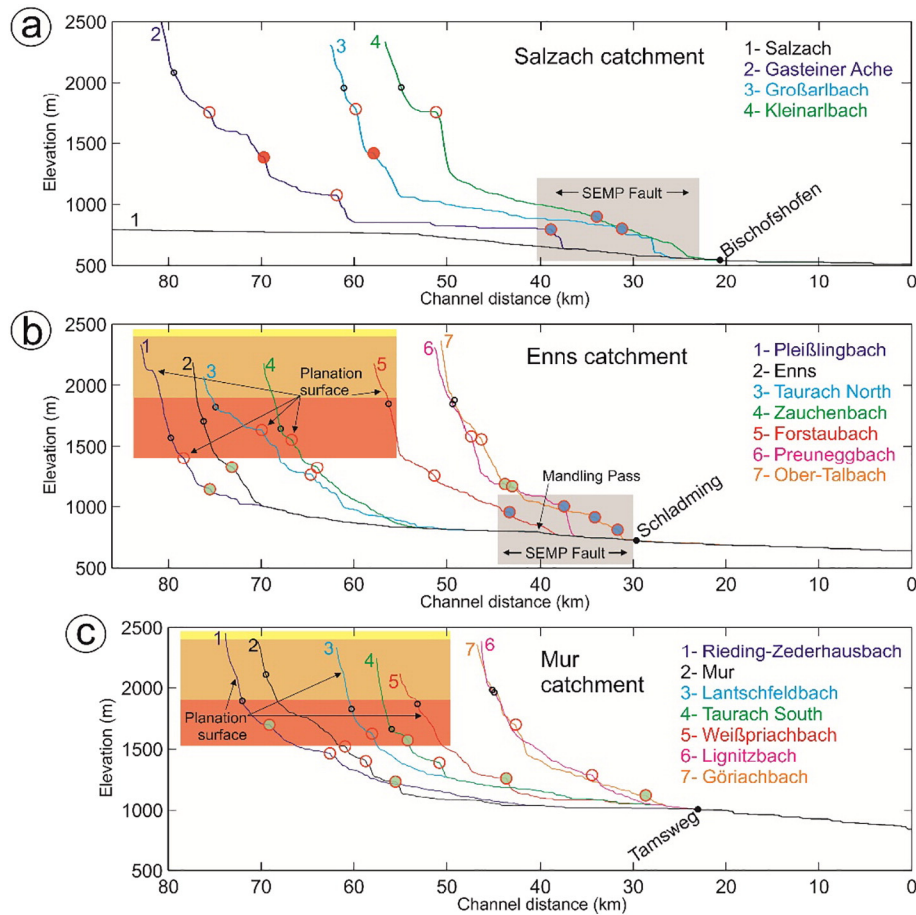 a
Salzach catchment
2
3
4
1
1- Salzach
2- Gasteiner Ache
3- Großarlbach
4- Kleinarlbach
SEMP Fault
Bischofshofen
Elevation (m)
2500
2000
1500
1000
500
80
70
60
50
40
30
20
10
0
Channel distance (km)
b
Enns catchment
1
2
3
4
5
6
7
Planation
surface
1- Pleißlingbach
2- Enns
3- Taurach North
4- Zauchenbach
5- Forstaubach
6- Preuneggbach
7- Ober-Talbach
Mandling Pass
SEMP Fault
Schladming
Elevation (m)
2500
2000
1500
1000
500
80
70
60
50
40
30
20
10
0
Channel distance (km)
c
Mur
catchment
1
2
3
4
5
7
6
Planation
surface
1- Rieding-Zederhausbach
2- Mur
3- Lantschfeldbach
4- Taurach South
5- Weißpriachbach
6- Lignitzbach
7- Göriachbach
Tamsweg
Elevation (m)
2500
2000
1500
1000
500
80
70
60
50
40
30
20
10
0
Channel distance (km)